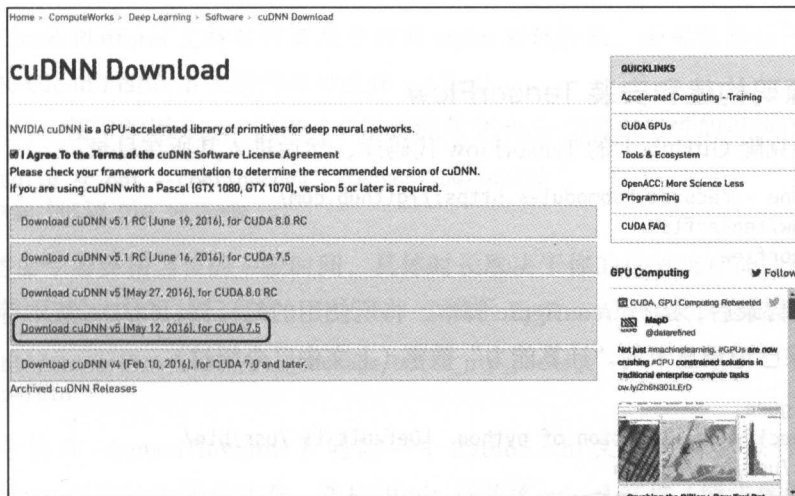 Home > ComputeWorks > Deep Learning > Software > cuDNN Download
cuDNN Download
NVIDIA cuDNN is a GPU-accelerated library of primitives for deep neural networks.
I Agree To the Terms of the cuDNN Software License Agreement
Please check your framework documentation to determine the recommended version of cuDNN.
If you are using cuDNN with a Pascal (GTX 1080, GTX 1070), version 5 or later is required.
Download cuDNN v5.1 RC (June 19, 2016), for CUDA 8.0 RC
Download cuDNN v5.1 RC (June 16, 2016), for CUDA 7.5
Download cuDNN v5 (May 27, 2016), for CUDA 8.0 RC
Download cuDNN v5 (May 12, 2016), for CUDA 7.5
Download cuDNN v4 (Feb 10, 2016), for CUDA 7.0 and later.
Archived cuDNN Releases
QUICKLINKS
Accelerated Computing - Training
CUDA GPUs
Tools & Ecosystem
OpenACC: More Science Less
Programming
CUDA FAQ
GPU Computing
Follow
CUDA, GPU Computing Retweeted
MapD
@datarefined
Not just #machinelearning, #GPUs are now
crushing #CPU constrained solutions in
traditional enterprise compute tasks
ow.ly/Zh6N301LErD